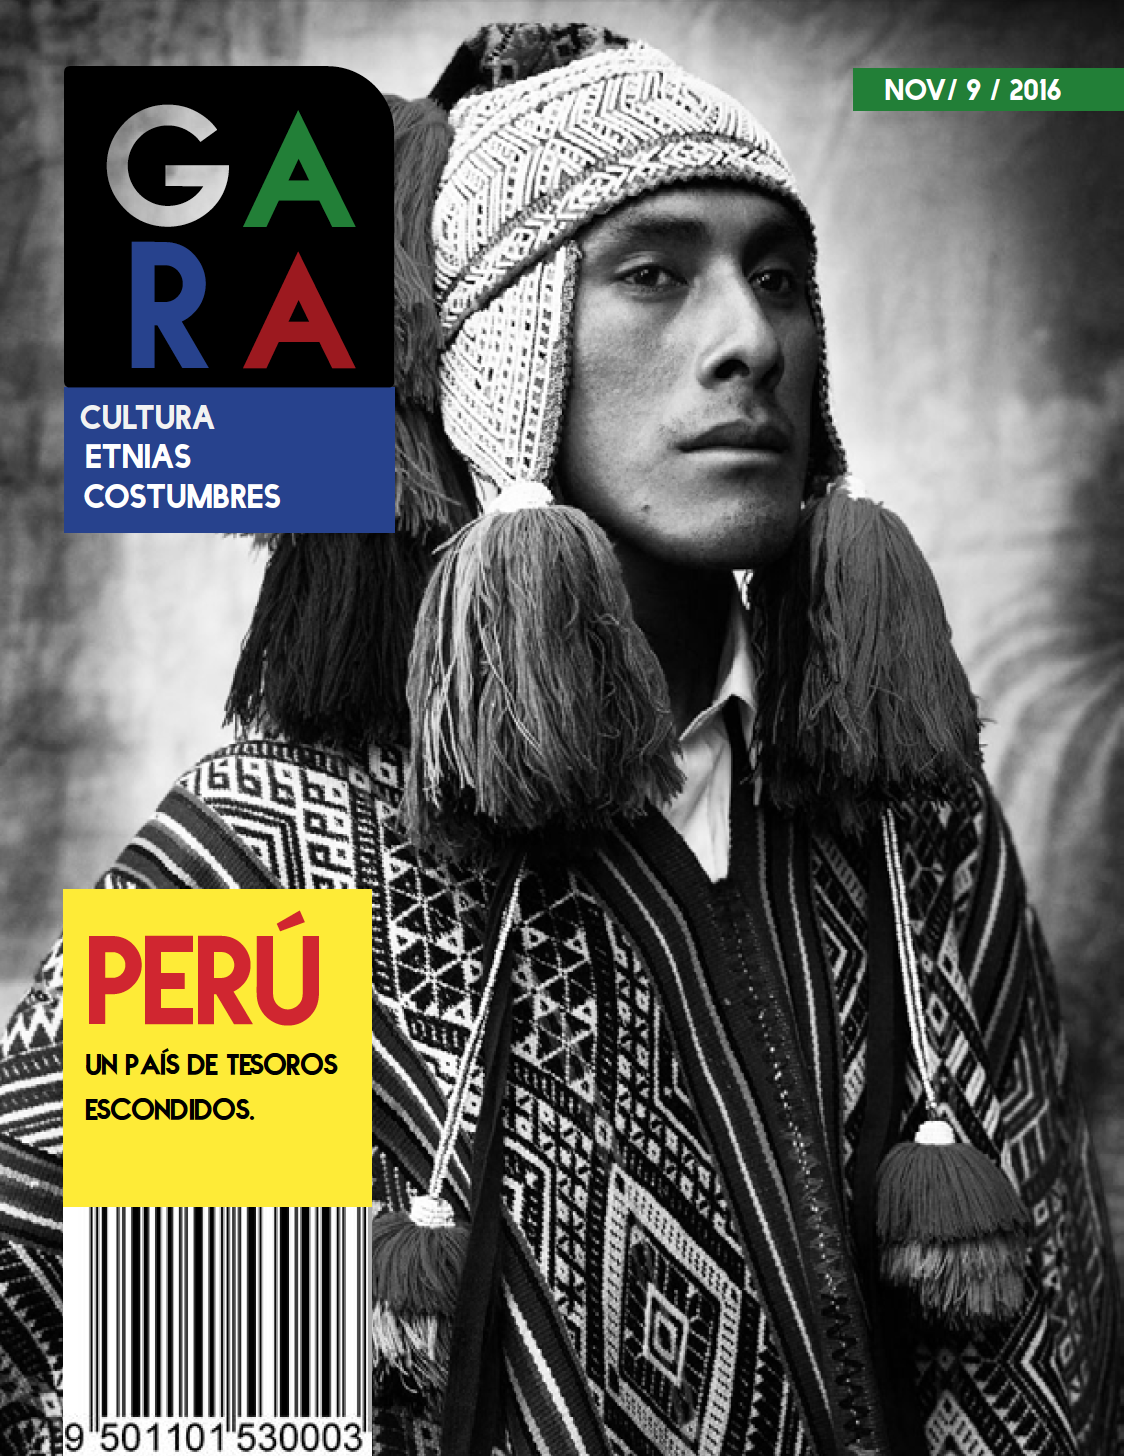 GA
RA
NOV/ 9 / 2016
CULTURA
ETNIAS
COSTUMBRES
PERÚ
UN PAÍS DE TESOROS
ESCONDIDOS.
9 501101 530003